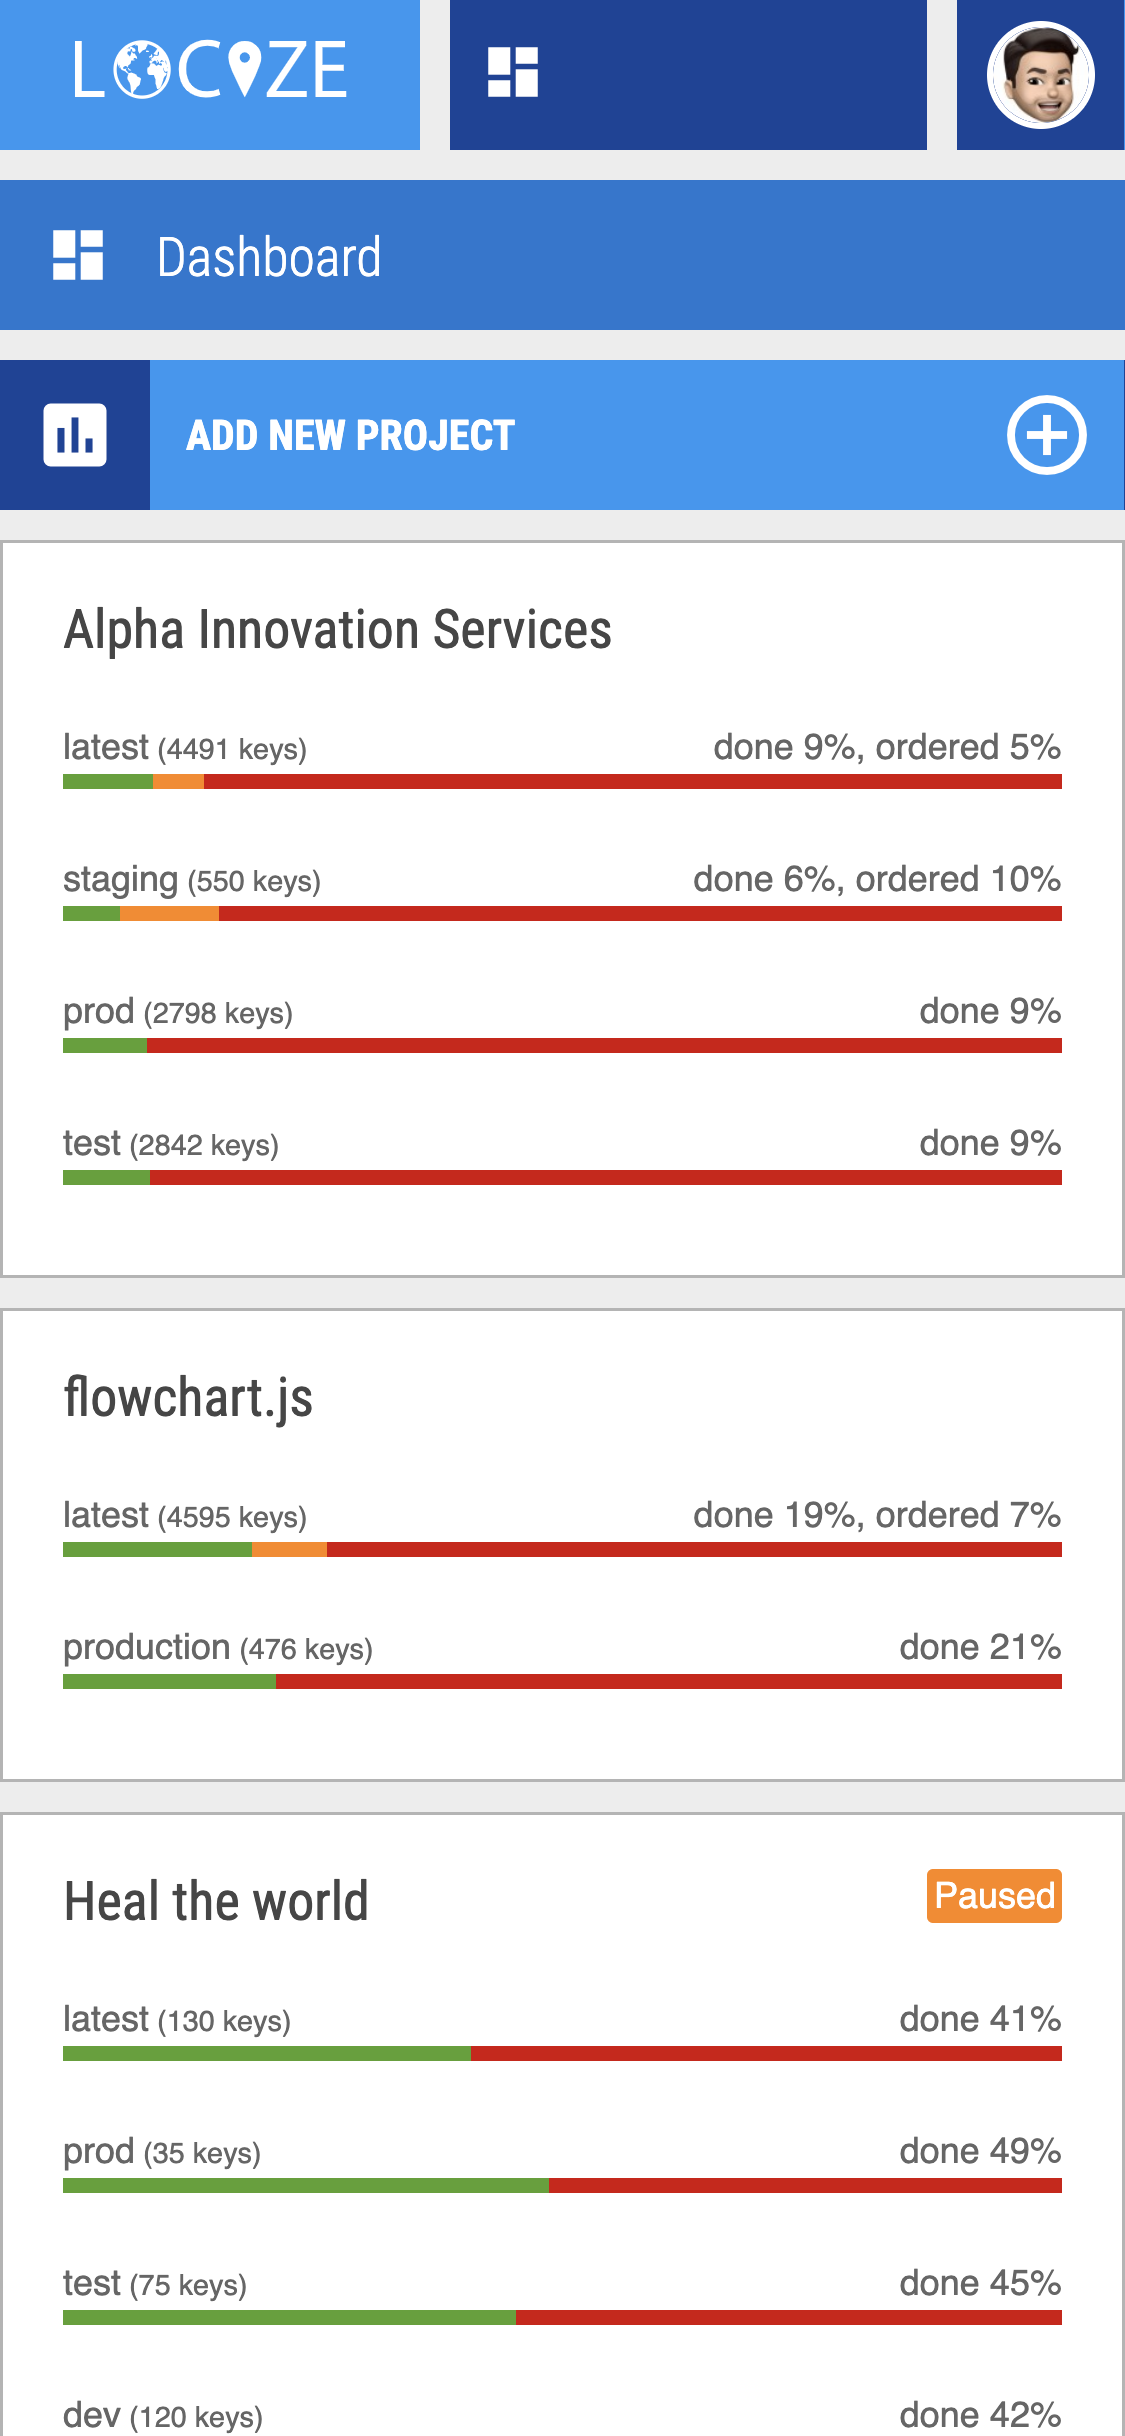 LOCIZE
Dashboard
ADD NEW PROJECT
Alpha Innovation Services
latest (4491 keys) done 9%, ordered 5%
staging (550 keys) done 6%, ordered 10%
prod (2798 keys) done 9%
test (2842 keys) done 9%
flowchart.js
latest (4595 keys) done 19%, ordered 7%
production (476 keys) done 21%
Heal the world Paused
latest (130 keys) done 41%
prod (35 keys) done 49%
test (75 keys) done 45%
dev (120 keys) done 42%